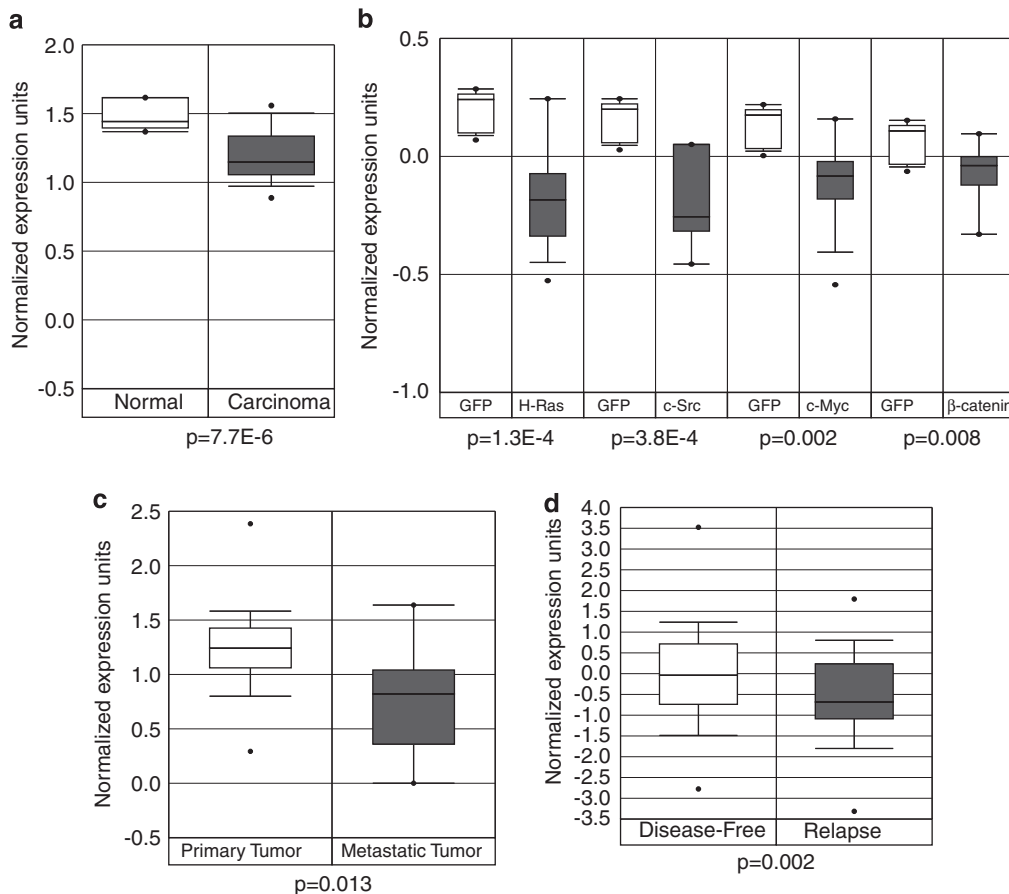 a
Normalized expression units
2.0
1.5
1.0
0.5
0.0
-0.5
Normal Carcinoma
p=7.7E-6
b
Normalized expression units
0.5
0.0
-0.5
-1.0
GFP H-Ras GFP c-Src GFP c-Myc GFP β-catenin
p=1.3E-4 p=3.8E-4 p=0.002 p=0.008
c
Normalized expression units
2.5
2.0
1.5
1.0
0.5
0.0
-0.5
Primary Tumor Metastatic Tumor
p=0.013
d
Normalized expression units
4.0
3.5
3.0
2.5
2.0
1.5
1.0
0.5
0.0
-0.5
-1.0
-1.5
-2.0
-2.5
-3.0
-3.5
Disease-Free Relapse
p=0.002